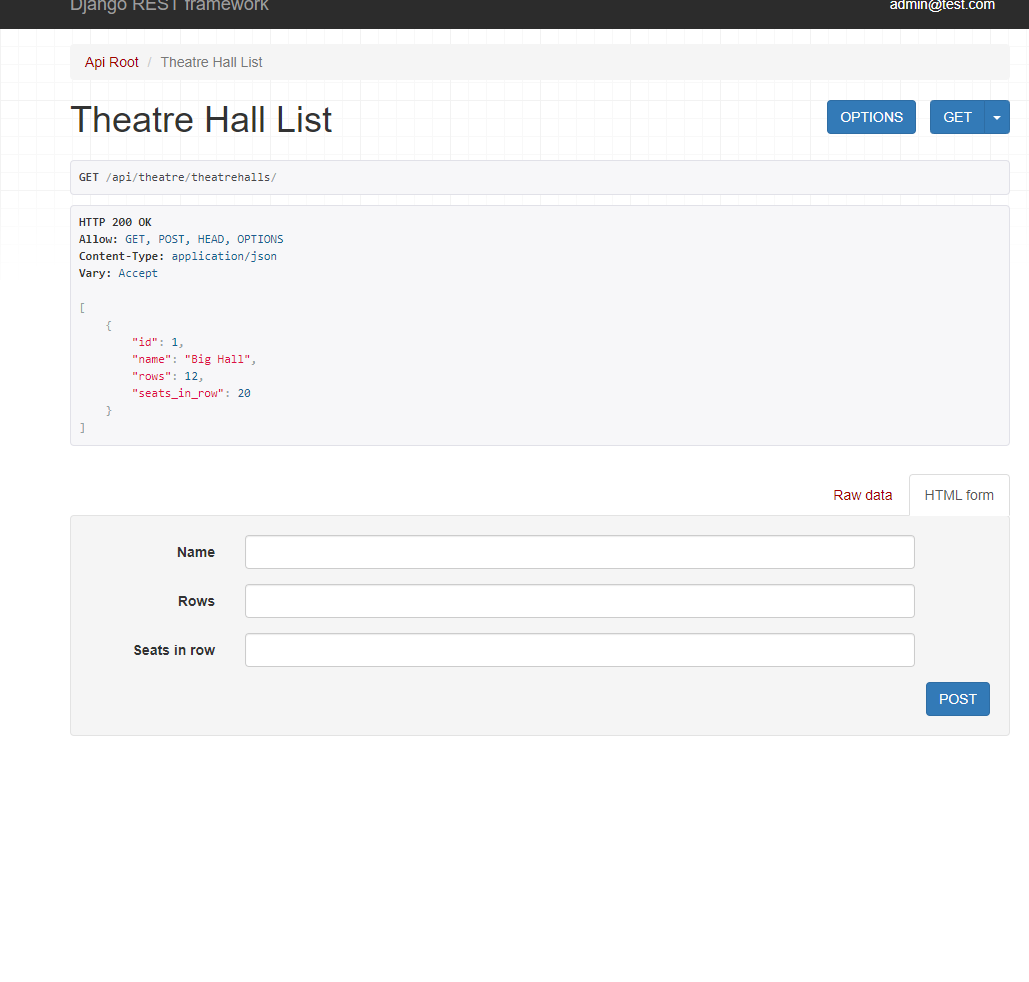 Django REST framework
admin@test.com
Api Root / Theatre Hall List
Theatre Hall List
OPTIONS
GET
GET /api/theatre/theatrehalls/
HTTP 200 OK
Allow: GET, POST, HEAD, OPTIONS
Content-Type: application/json
Vary: Accept
[
    {
        "id": 1,
        "name": "Big Hall",
        "rows": 12,
        "seats_in_row": 20
    }
]
Raw data
HTML form
Name
Rows
Seats in row
POST